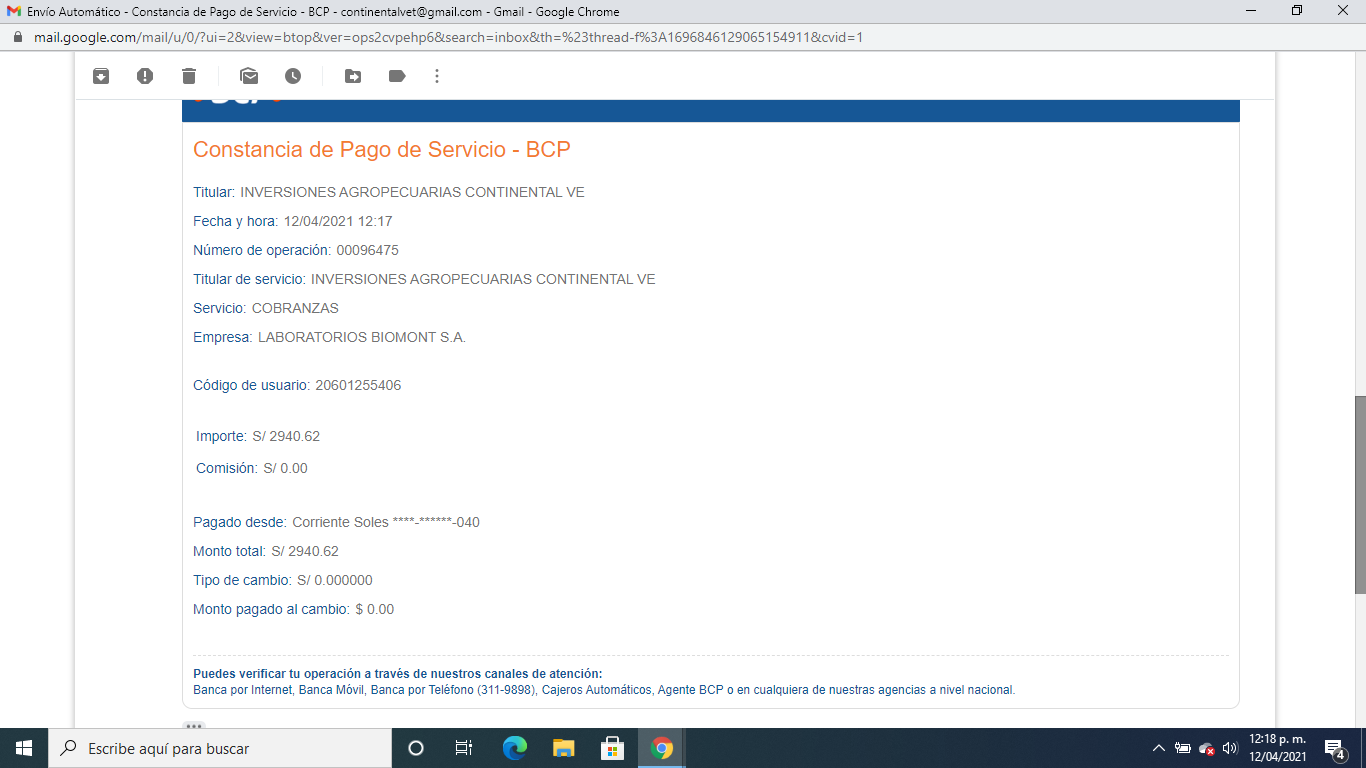 Envío Automático - Constancia de Pago de Servicio - BCP - continentalvet@gmail.com - Gmail - Google Chrome
mail.google.com/mail/u/0/?ui=2&view=btop&ver=ops2cvpehp6&search=inbox&th=%23thread-f%3A1696846129065154911&cvid=1
Constancia de Pago de Servicio - BCP
Titular: INVERSIONES AGROPECUARIAS CONTINENTAL VE
Fecha y hora: 12/04/2021 12:17
Número de operación: 00096475
Titular de servicio: INVERSIONES AGROPECUARIAS CONTINENTAL VE
Servicio: COBRANZAS
Empresa: LABORATORIOS BIOMONT S.A.
Código de usuario: 20601255406
Importe: S/ 2940.62
Comisión: S/ 0.00
Pagado desde: Corriente Soles ****-******-040
Monto total: S/ 2940.62
Tipo de cambio: S/ 0.000000
Monto pagado al cambio: $ 0.00
Puedes verificar tu operación a través de nuestros canales de atención:
Banca por Internet, Banca Móvil, Banca por Teléfono (311-9898), Cajeros Automáticos, Agente BCP o en cualquiera de nuestras agencias a nivel nacional.
Escribe aquí para buscar
12:18 p. m.
12/04/2021
4